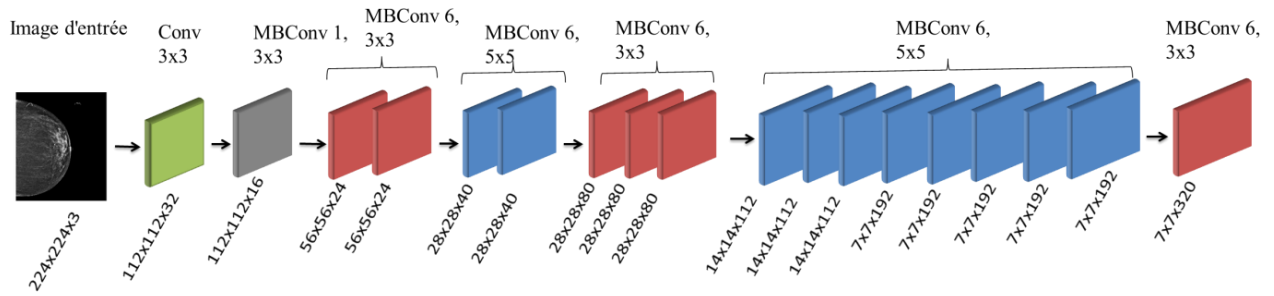 Image d'entrée
Conv
3x3
MBConv 1,
3x3
MBConv 6,
3x3
MBConv 6,
5x5
MBConv 6,
3x3
MBConv 6,
5x5
MBConv 6,
3x3
224x224x3
112x112x32
112x112x16
56x56x24
56x56x24
28x28x40
28x28x40
28x28x80
28x28x80
28x28x80
14x14x112
14x14x112
14x14x112
7x7x192
7x7x192
7x7x192
7x7x192
7x7x192
7x7x320